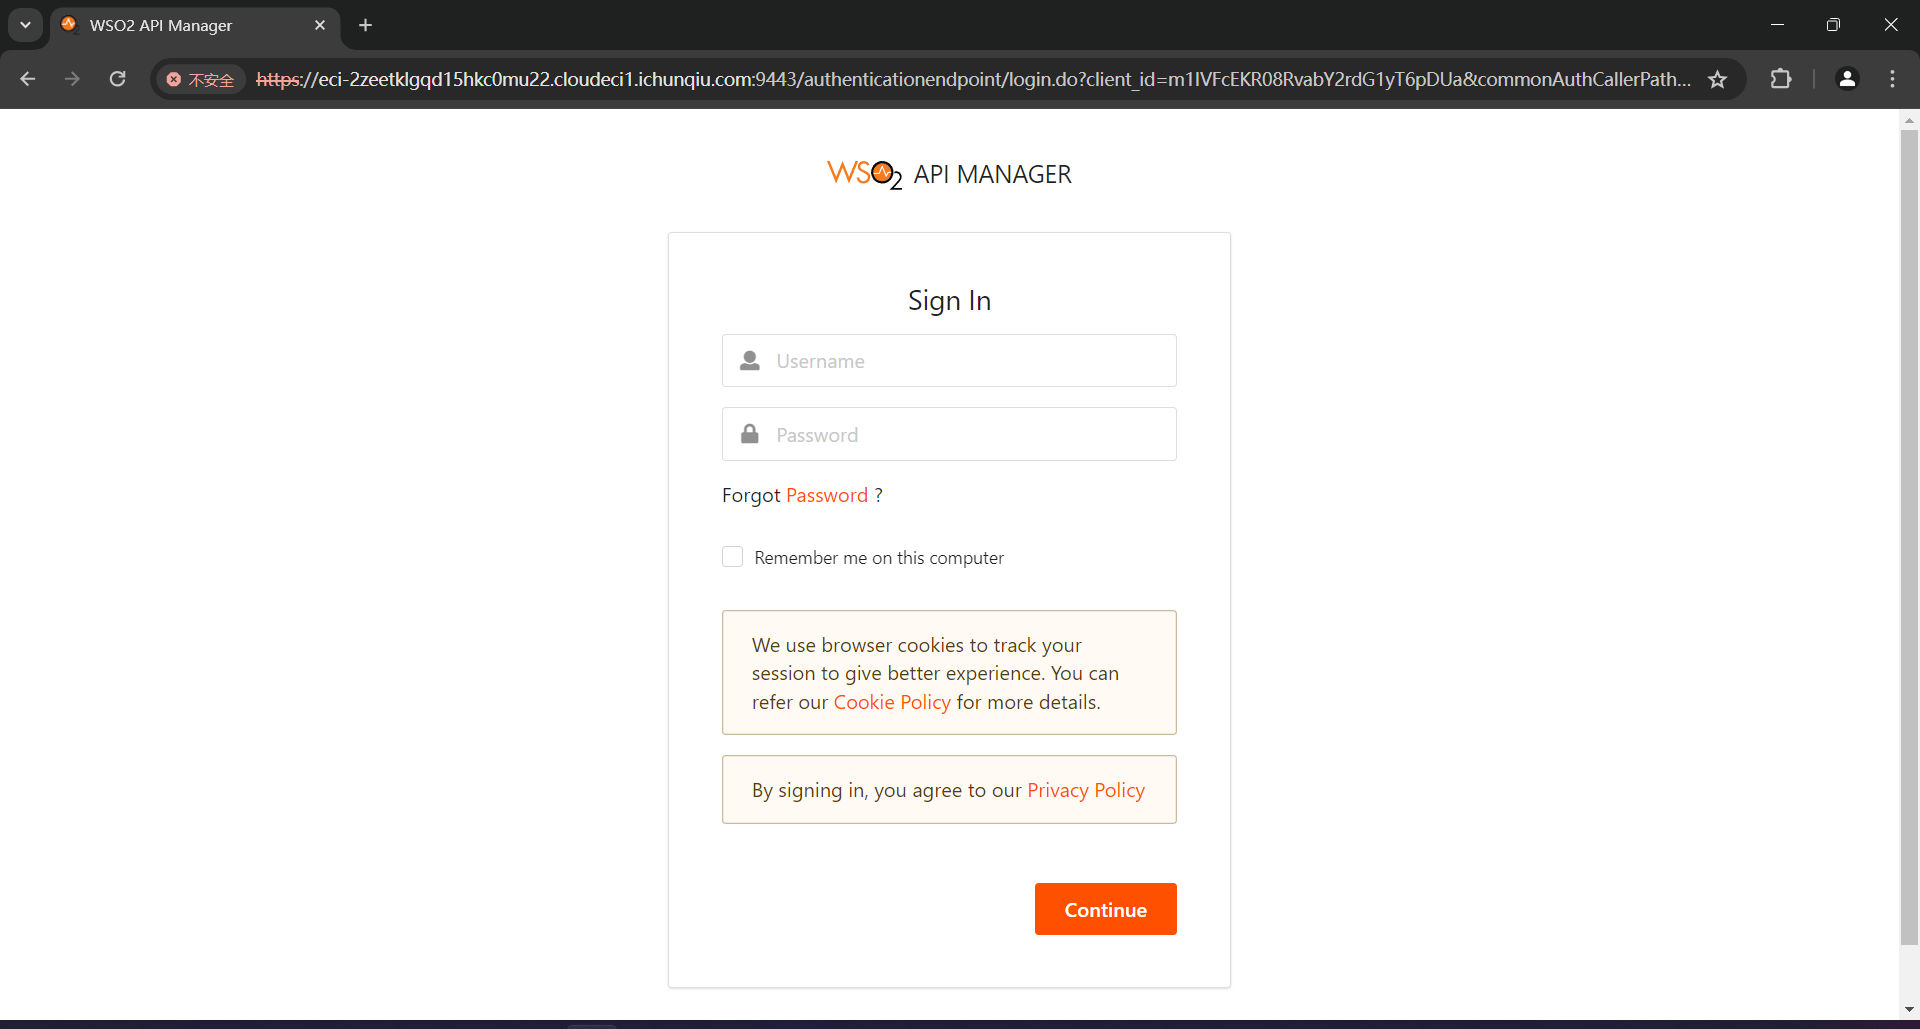 WSO2 API Manager
不安全 https://eci-2zeetklgqd15hkc0mu22.cloudeci1.ichunqiu.com:9443/authenticationendpoint/login.do?client_id=m1IVFcEKR08RvabY2rdG1yT6pDUa&commonAuthCallerPath...
WSO2 API MANAGER
Sign In
Username
Password
Forgot Password ?
Remember me on this computer
We use browser cookies to track your
session to give better experience. You can
refer our Cookie Policy for more details.
By signing in, you agree to our Privacy Policy
Continue